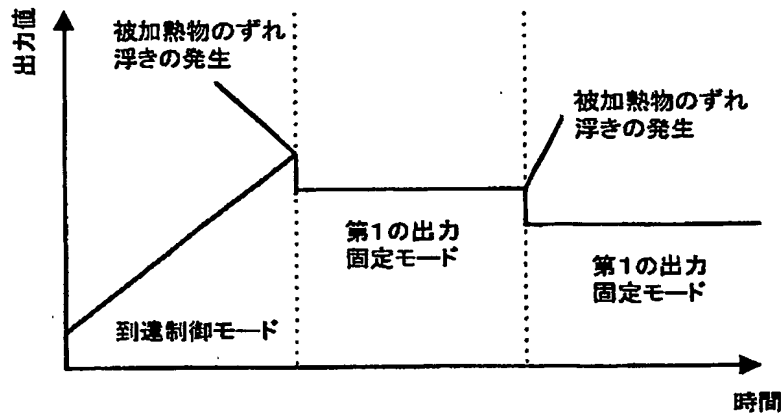 出力値
被加熱物のずれ
浮きの発生
被加熱物のずれ
浮きの発生
第1の出力
固定モード
第1の出力
固定モード
到達制御モード
時間